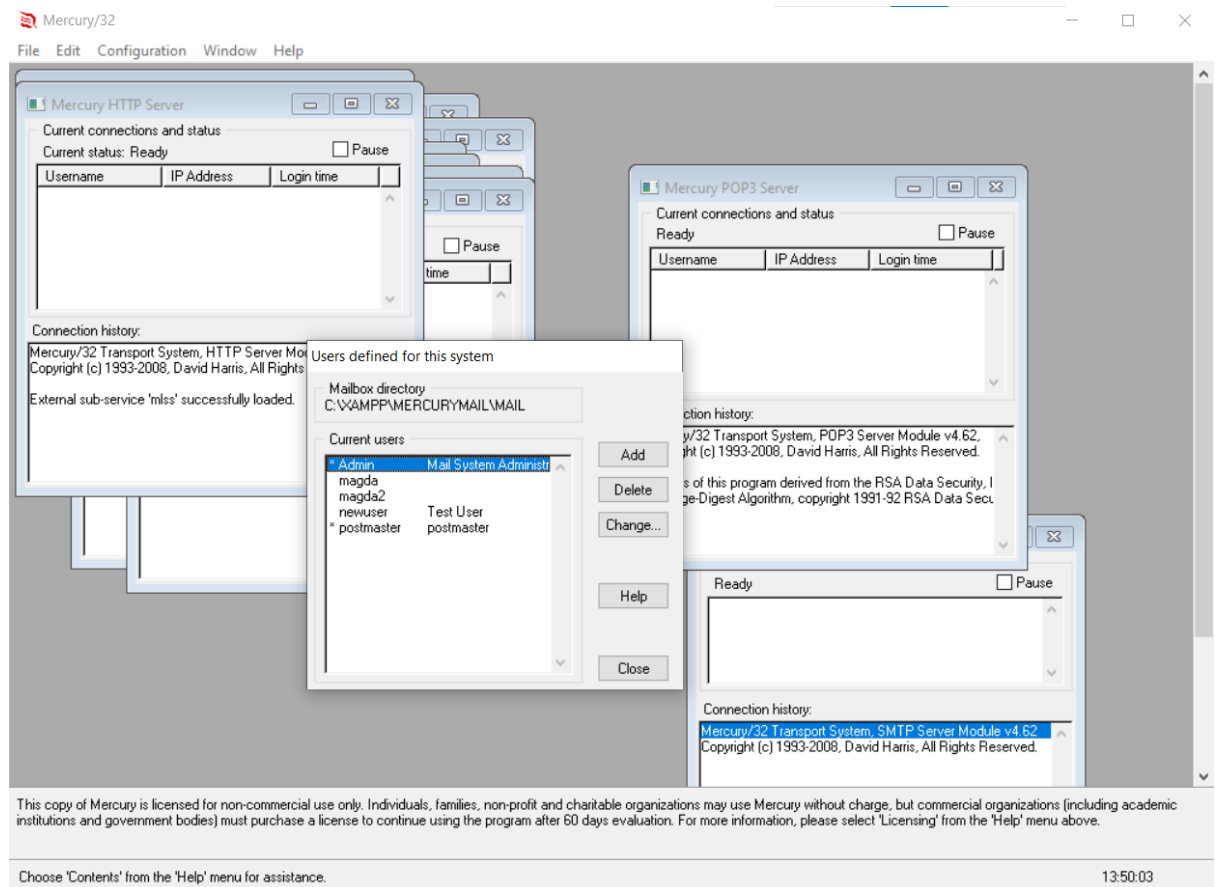 Mercury/32
File Edit Configuration Window Help
Mercury HTTP Server
Current connections and status
Current status: Ready
Pause
Username IP Address Login time
Connection history:
Mercury/32 Transport System, HTTP Server Mo
Copyright (c) 1993-2008, David Harris, All Rights
External sub-service 'mlss' successfully loaded.
Pause
time
Mercury POP3 Server
Current connections and status
Ready
Pause
Username IP Address Login time
ction history:
y/32 Transport System, POP3 Server Module v4.62,
ht (c) 1993-2008, David Harris, All Rights Reserved.
s of this program derived from the RSA Data Security, I
ge-Digest Algorithm, copyright 1991-92 RSA Data Secu
Users defined for this system
Mailbox directory
C:\XAMPP\MERCURYMAIL\MAIL
Current users
* Admin Mail System Administr
magda
magda2
newuser Test User
* postmaster postmaster
Add
Delete
Change...
Help
Close
Ready
Pause
Connection history:
Mercury/32 Transport System, SMTP Server Module v4.62
Copyright (c) 1993-2008, David Harris, All Rights Reserved.
This copy of Mercury is licensed for non-commercial use only. Individuals, families, non-profit and charitable organizations may use Mercury without charge, but commercial organizations (including academic
institutions and government bodies) must purchase a license to continue using the program after 60 days evaluation. For more information, please select 'Licensing' from the 'Help' menu above.
Choose 'Contents' from the 'Help' menu for assistance.
13:50:03